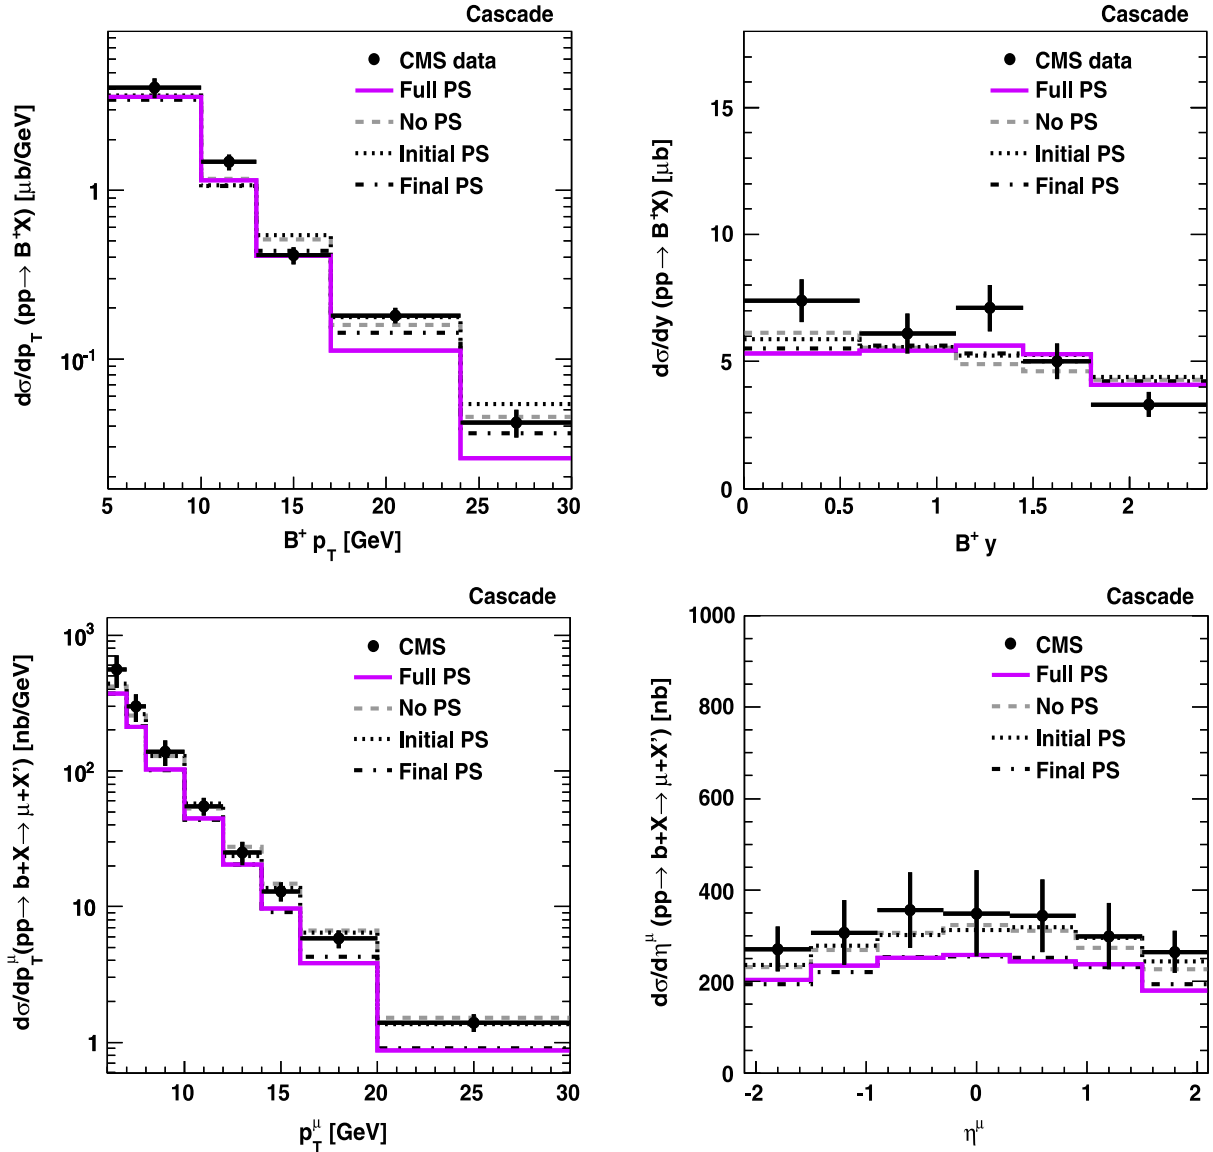 Cascade
CMS data
Full PS
No PS
Initial PS
Final PS
dσ/dp_T (pp→ B⁺X) [μb/GeV]
1
10⁻¹
5 10 15 20 25 30
B⁺ p_T [GeV]
Cascade
CMS data
Full PS
No PS
Initial PS
Final PS
dσ/dy (pp→ B⁺X) [μb]
15
10
5
0
0 0.5 1 1.5 2
B⁺ y
Cascade
CMS
Full PS
No PS
Initial PS
Final PS
dσ/dp_T^μ(pp→ b+X→ μ+X') [nb/GeV]
10³
10²
10
1
10 15 20 25 30
p_T^μ [GeV]
Cascade
CMS
Full PS
No PS
Initial PS
Final PS
dσ/dη^μ (pp→ b+X→ μ+X') [nb]
1000
800
600
400
200
0
-2 -1 0 1 2
η^μ